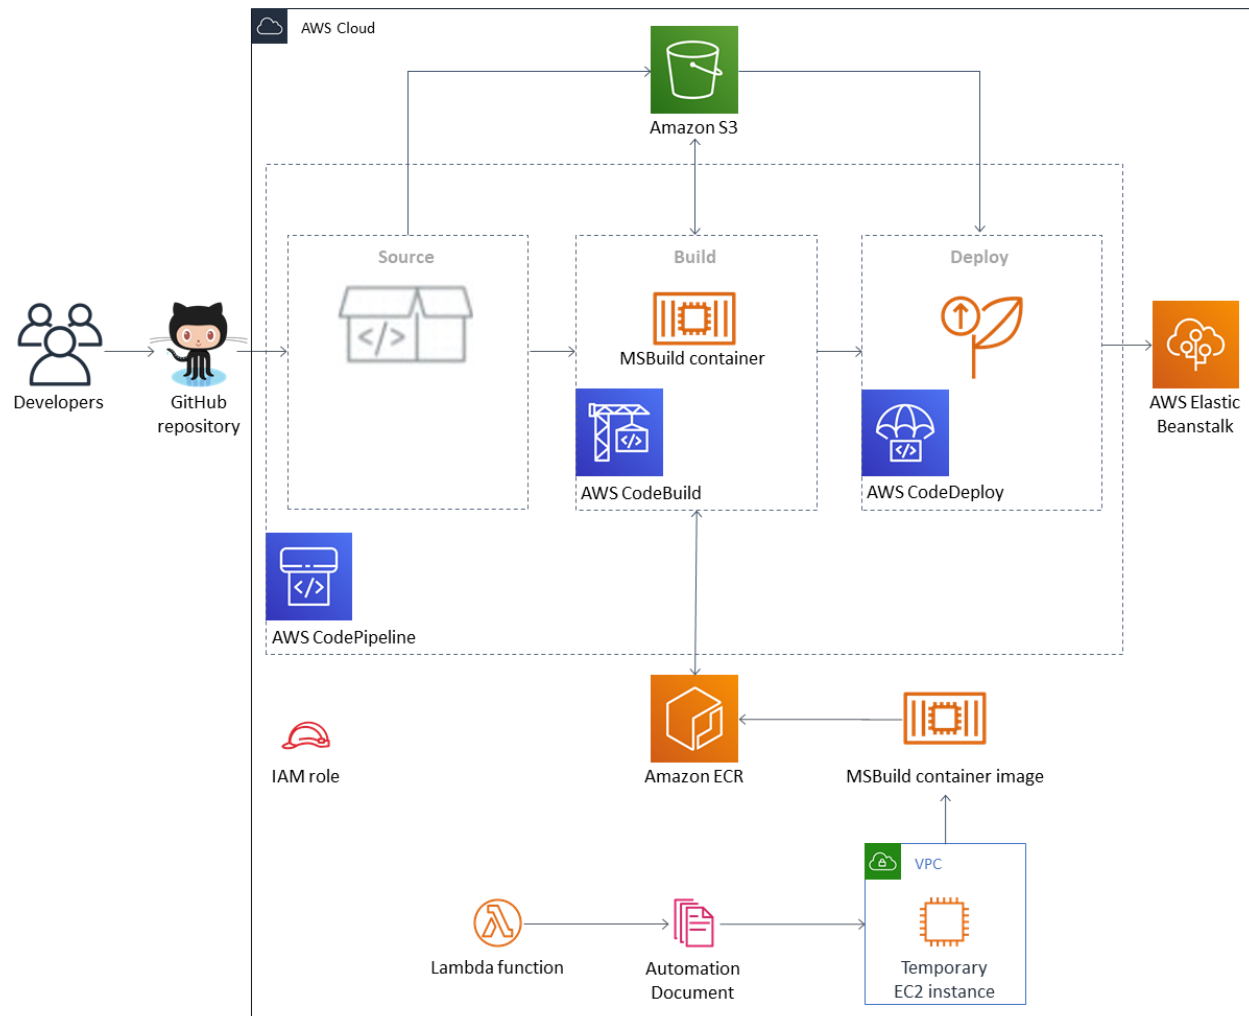 AWS Cloud
Amazon S3
Source
Build
Deploy
</>
MSBuild container
Developers
GitHub
repository
</>
AWS CodeBuild
</>
AWS CodeDeploy
AWS Elastic
Beanstalk
</>
AWS CodePipeline
IAM role
Amazon ECR
MSBuild container image
VPC
Lambda function
Automation
Document
Temporary
EC2 instance